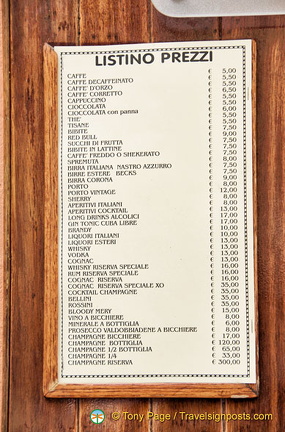 LISTINO PREZZI
CAFFE € 5,00
CAFFE DECAFFEINATO € 5,50
CAFFE' D'ORZO € 5,50
CAFFE' CORRETTO € 6,50
CAPPUCCINO € 5,50
CIOCCOLATA € 5,50
CIOCCOLATA con panna € 6,00
THE' € 5,50
TISANE € 5,50
BIBITE € 7,50
RED BULL € 9,00
SUCCHI DI FRUTTA € 7,50
BIBITE IN LATTINE € 7,50
CAFFE' FREDDO O SHEKERATO € 7,50
SPREMUTA € 8,00
BIRRA ITALIANA NASTRO AZZURRO € 7,50
BIRRE ESTERE BECKS € 7,50
BIRRA CORONA € 9,00
PORTO € 8,00
PORTO VINTAGE € 12,00
SHERRY € 8,00
APERITIVI ITALIANI € 8,00
APERITIVI COCKTAIL € 13,00
LONG DRINKS ALCOLICI € 17,00
GIN TONIC CUBA LIBRE € 17,00
BRANDY € 10,00
LIQUORI ITALIANI € 10,00
LIQUORI ESTERI € 13,00
WHISKY € 13,00
VODKA € 13,00
COGNAC € 13,00
WHISKY RISERVA SPECIALE € 16,00
RUM RISERVA SPECIALE € 16,00
COGNAC RISERVA € 16,00
COGNAC RISERVA SPECIALE XO € 35,00
COCKTAIL CHAMPAGNE € 35,00
BELLINI € 35,00
ROSSINI € 35,00
BLOODY MERY € 15,00
VINO A BICCHIERE € 8,00
MINERALE A BOTTIGLIA € 6,00
PROSECCO VALDOBBIADENE A BICCHIERE € 8,00
CHAMPAGNE BICCHIERE € 17,00
CHAMPAGNE BOTTIGLIA € 120,00
CHAMPAGNE 1/2 BOTTIGLIA € 65,00
CHAMPAGNE 1/4 € 33,00
CHAMPAGNE RISERVA € 300,00
© Tony Page / Travelsignposts.com